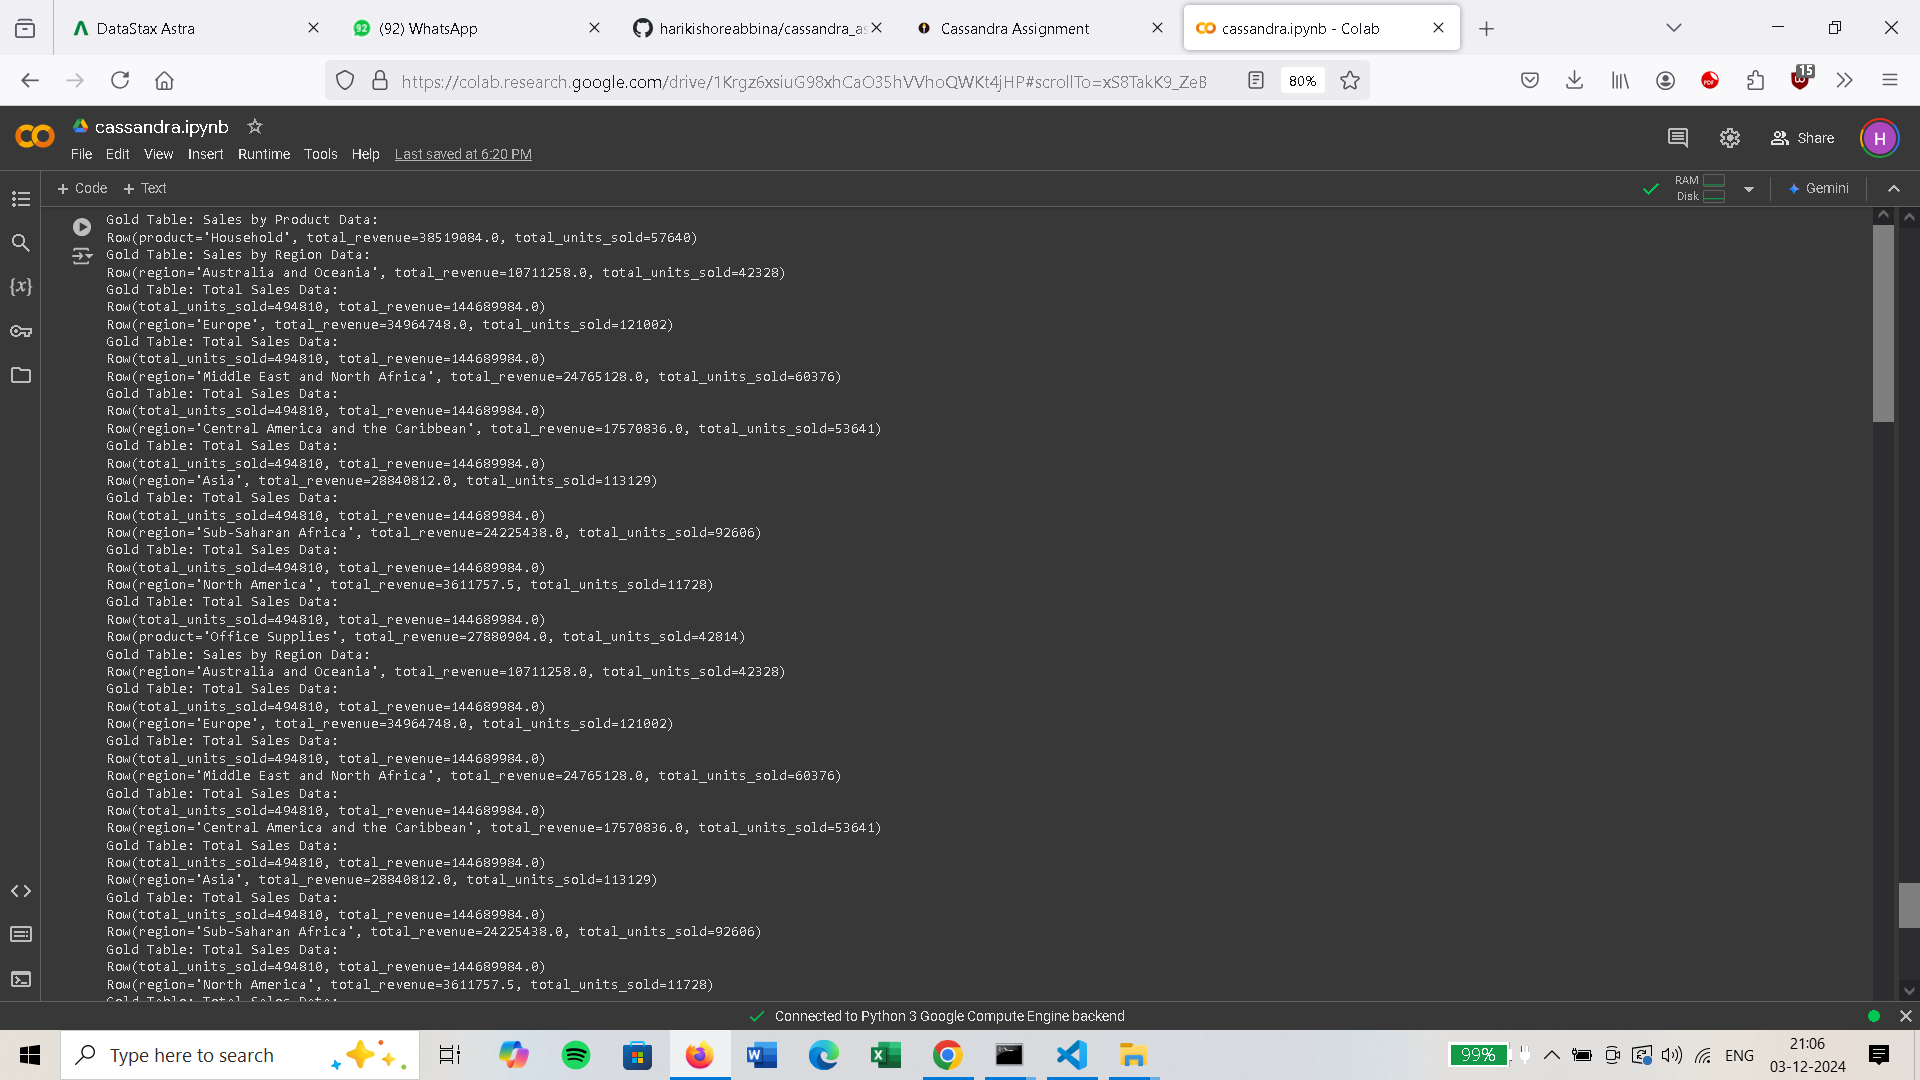 DataStax Astra
(92) WhatsApp
harikishoreabbina/cassandra_as
Cassandra Assignment
cassandra.ipynb - Colab
https://colab.research.google.com/drive/1Krgz6xsiuG98xhCaO35hVVhoQWKt4jHP#scrollTo=xS8TakK9_ZeB
80%
15
cassandra.ipynb
File Edit View Insert Runtime Tools Help Last saved at 6:20 PM
Share
H
+ Code + Text
RAM
Disk
Gemini
Gold Table: Sales by Product Data:
Row(product='Household', total_revenue=38519084.0, total_units_sold=57640)
Gold Table: Sales by Region Data:
Row(region='Australia and Oceania', total_revenue=10711258.0, total_units_sold=42328)
Gold Table: Total Sales Data:
Row(total_units_sold=494810, total_revenue=144689984.0)
Row(region='Europe', total_revenue=34964748.0, total_units_sold=121002)
Gold Table: Total Sales Data:
Row(total_units_sold=494810, total_revenue=144689984.0)
Row(region='Middle East and North Africa', total_revenue=24765128.0, total_units_sold=60376)
Gold Table: Total Sales Data:
Row(total_units_sold=494810, total_revenue=144689984.0)
Row(region='Central America and the Caribbean', total_revenue=17570836.0, total_units_sold=53641)
Gold Table: Total Sales Data:
Row(total_units_sold=494810, total_revenue=144689984.0)
Row(region='Asia', total_revenue=28840812.0, total_units_sold=113129)
Gold Table: Total Sales Data:
Row(total_units_sold=494810, total_revenue=144689984.0)
Row(region='Sub-Saharan Africa', total_revenue=24225438.0, total_units_sold=92606)
Gold Table: Total Sales Data:
Row(total_units_sold=494810, total_revenue=144689984.0)
Row(region='North America', total_revenue=3611757.5, total_units_sold=11728)
Gold Table: Total Sales Data:
Row(total_units_sold=494810, total_revenue=144689984.0)
Row(product='Office Supplies', total_revenue=27880904.0, total_units_sold=42814)
Gold Table: Sales by Region Data:
Row(region='Australia and Oceania', total_revenue=10711258.0, total_units_sold=42328)
Gold Table: Total Sales Data:
Row(total_units_sold=494810, total_revenue=144689984.0)
Row(region='Europe', total_revenue=34964748.0, total_units_sold=121002)
Gold Table: Total Sales Data:
Row(total_units_sold=494810, total_revenue=144689984.0)
Row(region='Middle East and North Africa', total_revenue=24765128.0, total_units_sold=60376)
Gold Table: Total Sales Data:
Row(total_units_sold=494810, total_revenue=144689984.0)
Row(region='Central America and the Caribbean', total_revenue=17570836.0, total_units_sold=53641)
Gold Table: Total Sales Data:
Row(total_units_sold=494810, total_revenue=144689984.0)
Row(region='Asia', total_revenue=28840812.0, total_units_sold=113129)
Gold Table: Total Sales Data:
Row(total_units_sold=494810, total_revenue=144689984.0)
Row(region='Sub-Saharan Africa', total_revenue=24225438.0, total_units_sold=92606)
Gold Table: Total Sales Data:
Row(total_units_sold=494810, total_revenue=144689984.0)
Row(region='North America', total_revenue=3611757.5, total_units_sold=11728)
Gold Table: Total Sales Data:
Connected to Python 3 Google Compute Engine backend
Type here to search
99%
ENG
21:06
03-12-2024